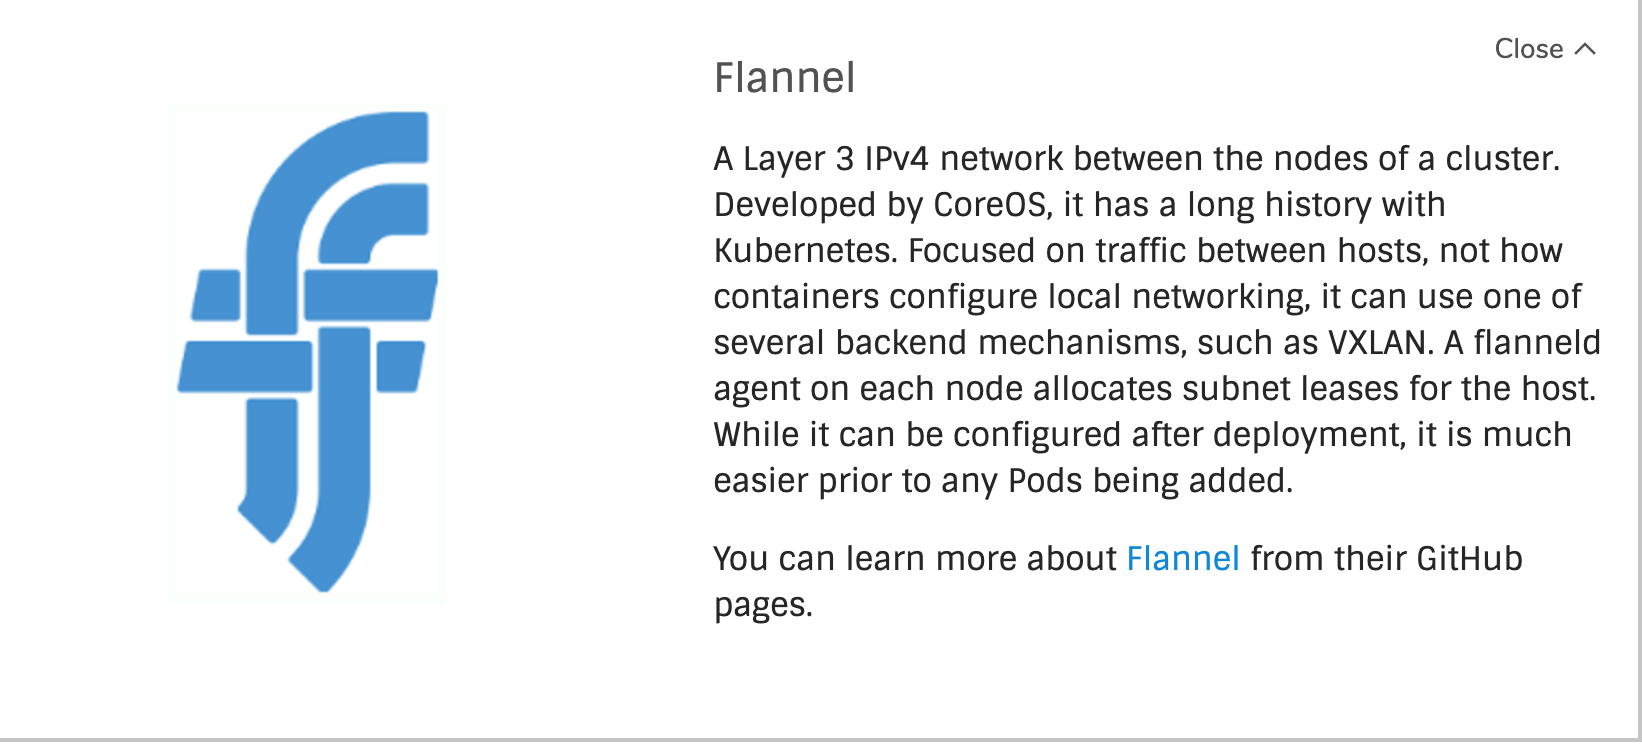 Close
Flannel
A Layer 3 IPv4 network between the nodes of a cluster.
Developed by CoreOS, it has a long history with
Kubernetes. Focused on traffic between hosts, not how
containers configure local networking, it can use one of
several backend mechanisms, such as VXLAN. A flanneld
agent on each node allocates subnet leases for the host.
While it can be configured after deployment, it is much
easier prior to any Pods being added.
You can learn more about Flannel from their GitHub
pages.